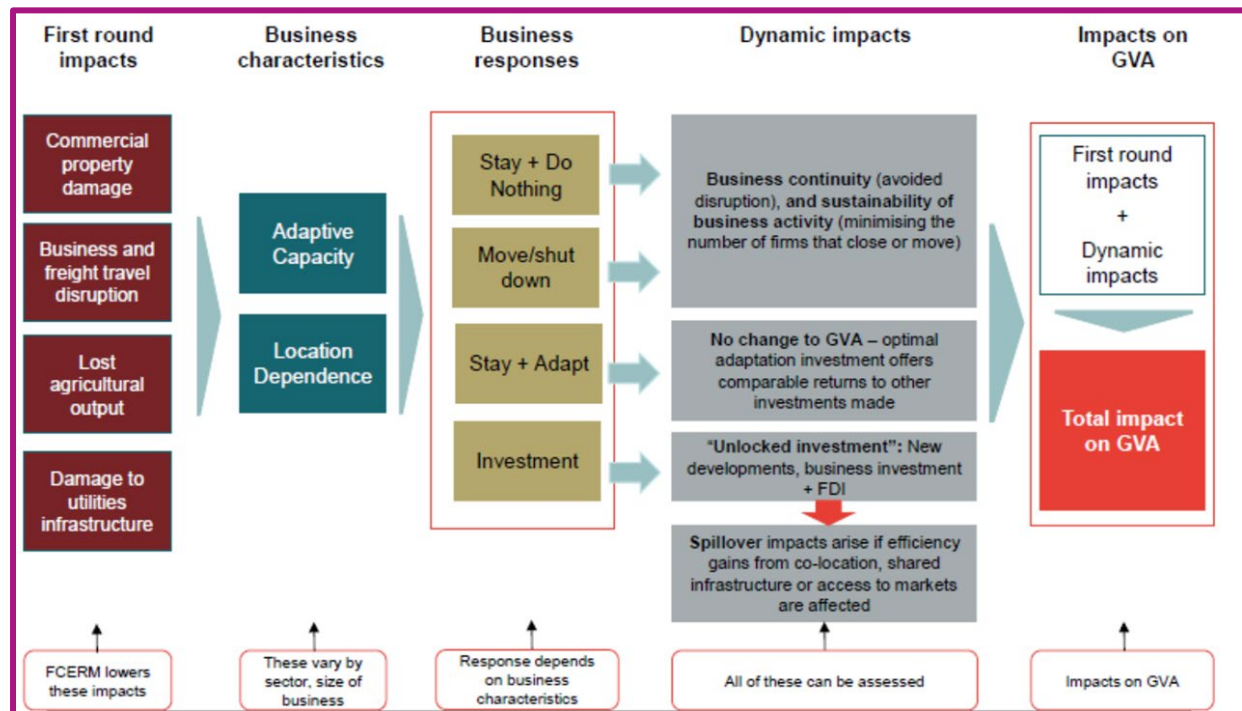 First round
impacts
Business
characteristics
Business
responses
Dynamic impacts
Impacts on
GVA
Commercial
property
damage
Business and
freight travel
disruption
Lost
agricultural
output
Damage to
utilities
infrastructure
Adaptive
Capacity
Location
Dependence
Stay + Do
Nothing
Move/shut
down
Stay + Adapt
Investment
Business continuity (avoided
disruption), and sustainability of
business activity (minimising the
number of firms that close or move)
No change to GVA – optimal
adaptation investment offers
comparable returns to other
investments made
"Unlocked investment": New
developments, business investment
+ FDI
Spillover impacts arise if efficiency
gains from co-location, shared
infrastructure or access to markets
are affected
First round
impacts
+
Dynamic
impacts
Total impact
on GVA
FCERM lowers
these impacts
These vary by
sector, size of
business
Response depends
on business
characteristics
All of these can be assessed
Impacts on GVA